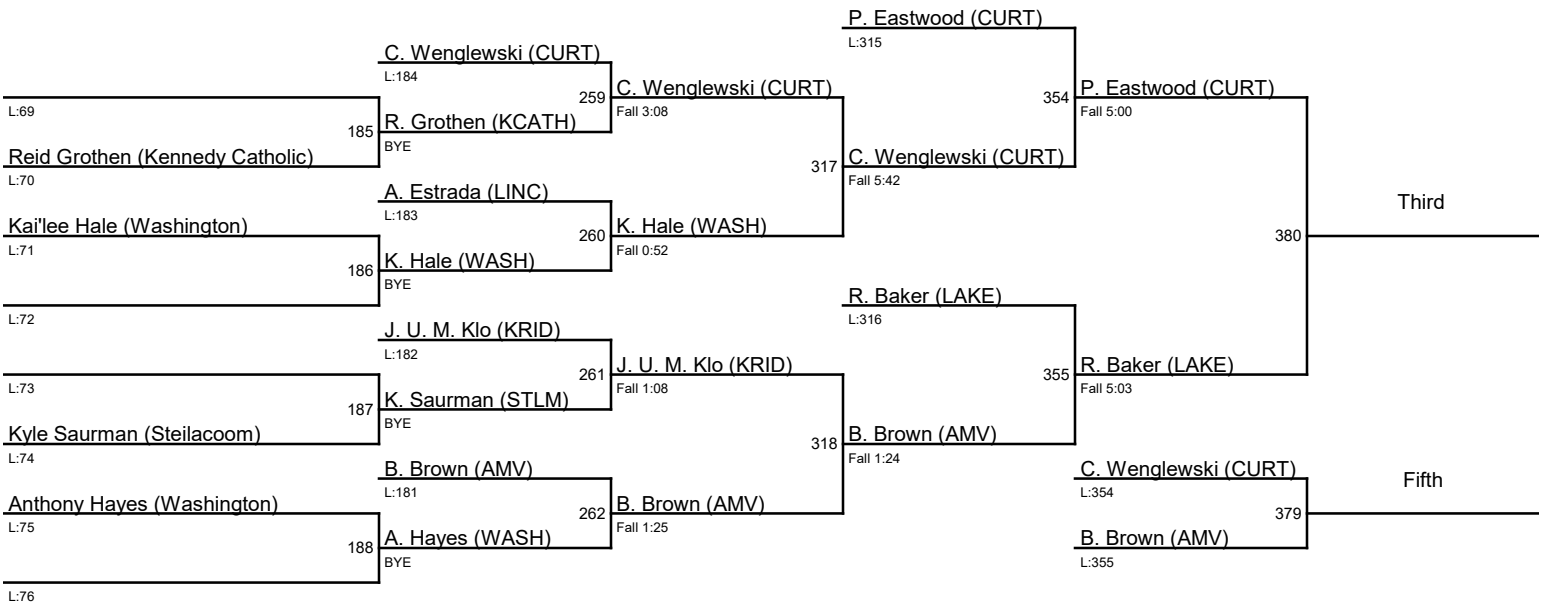 P. Eastwood (CURT)
L:315
C. Wenglewski (CURT)
L:184
259
C. Wenglewski (CURT)
Fall 3:08
354
P. Eastwood (CURT)
Fall 5:00
L:69
185
R. Grothen (KCATH)
BYE
Reid Grothen (Kennedy Catholic)
L:70
317
C. Wenglewski (CURT)
Fall 5:42
A. Estrada (LINC)
L:183
Third
Kai'lee Hale (Washington)
L:71
260
K. Hale (WASH)
Fall 0:52
380
186
K. Hale (WASH)
BYE
L:72
R. Baker (LAKE)
L:316
J. U. M. Klo (KRID)
L:182
261
J. U. M. Klo (KRID)
Fall 1:08
355
R. Baker (LAKE)
Fall 5:03
L:73
187
K. Saurman (STLM)
BYE
Kyle Saurman (Steilacoom)
L:74
318
B. Brown (AMV)
Fall 1:24
B. Brown (AMV)
L:181
C. Wenglewski (CURT)
L:354
Fifth
Anthony Hayes (Washington)
L:75
262
B. Brown (AMV)
Fall 1:25
379
188
A. Hayes (WASH)
BYE
B. Brown (AMV)
L:355
L:76